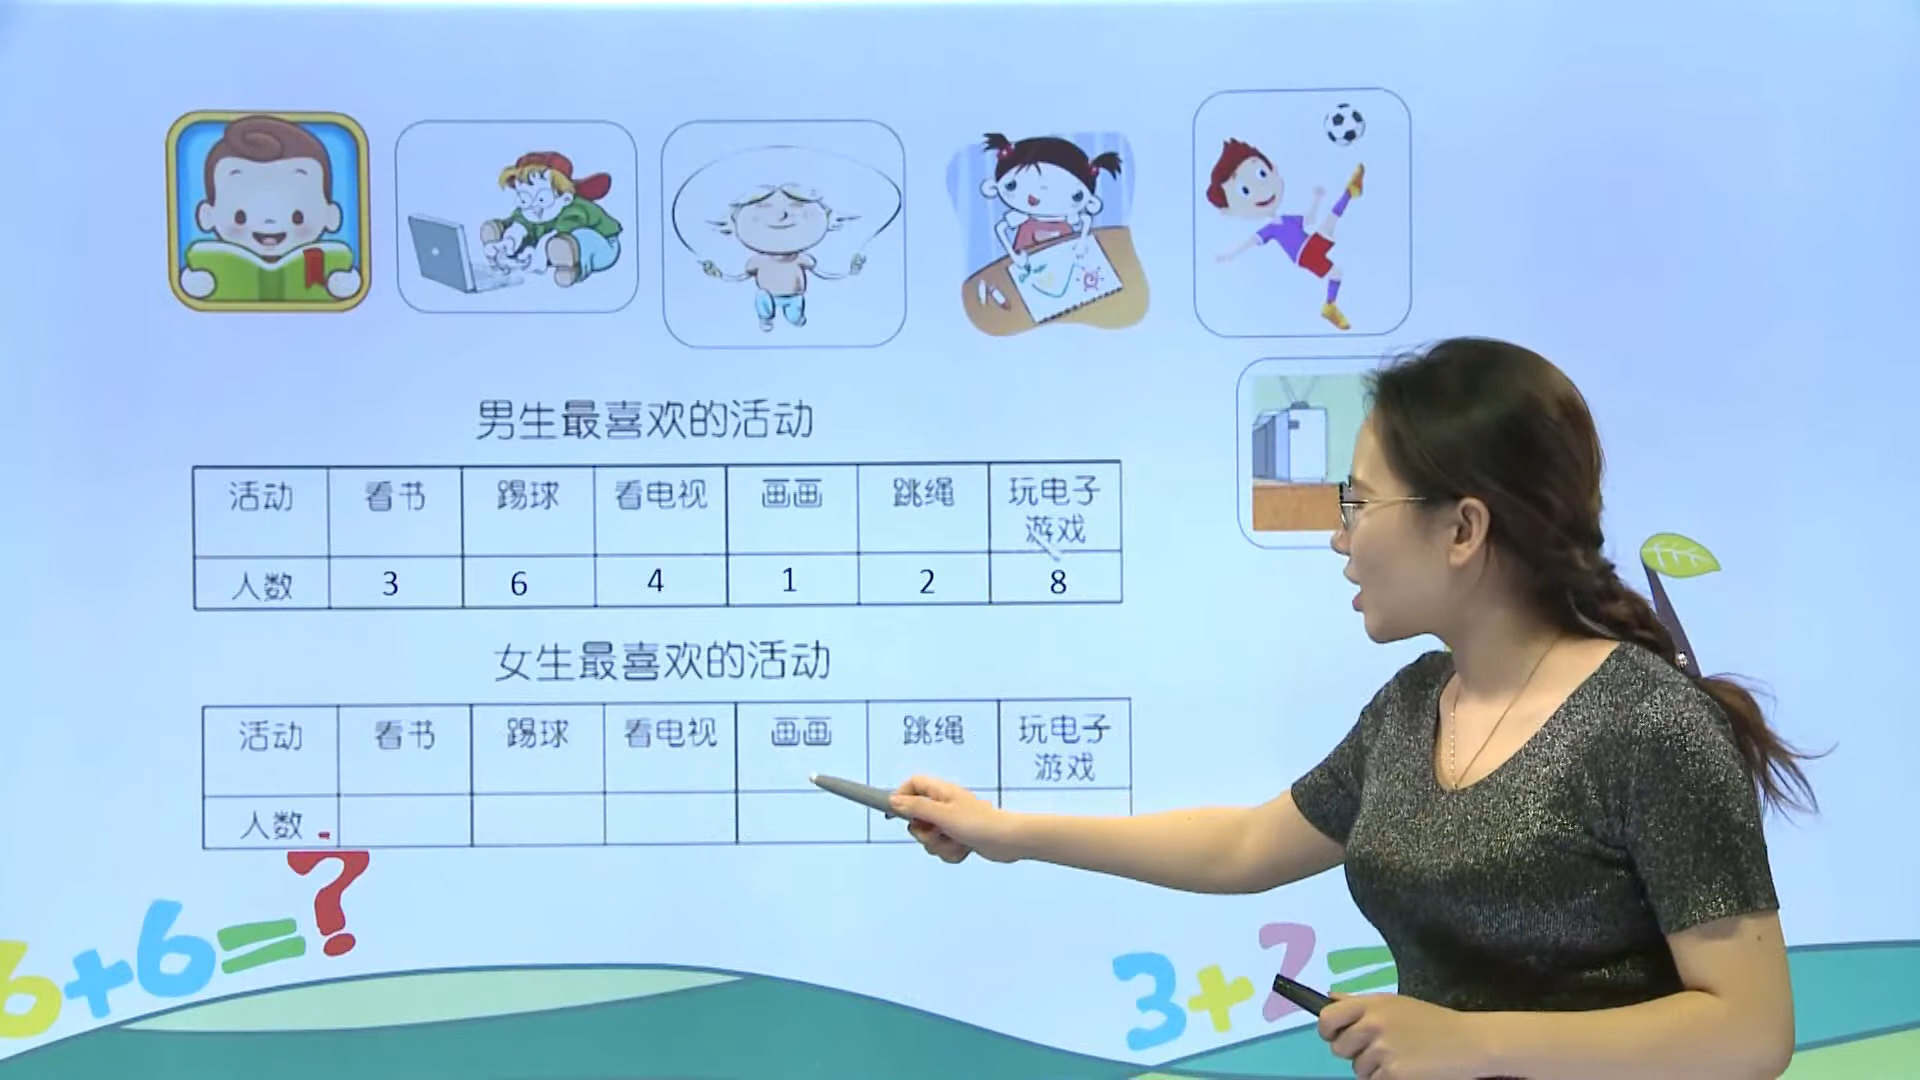 男生最喜欢的活动
活动 看书 踢球 看电视 画画 跳绳 玩电子游戏
人数 3 6 4 1 2 8
女生最喜欢的活动
活动 看书 踢球 看电视 画画 跳绳 玩电子游戏
人数
6+6=?
3+2=